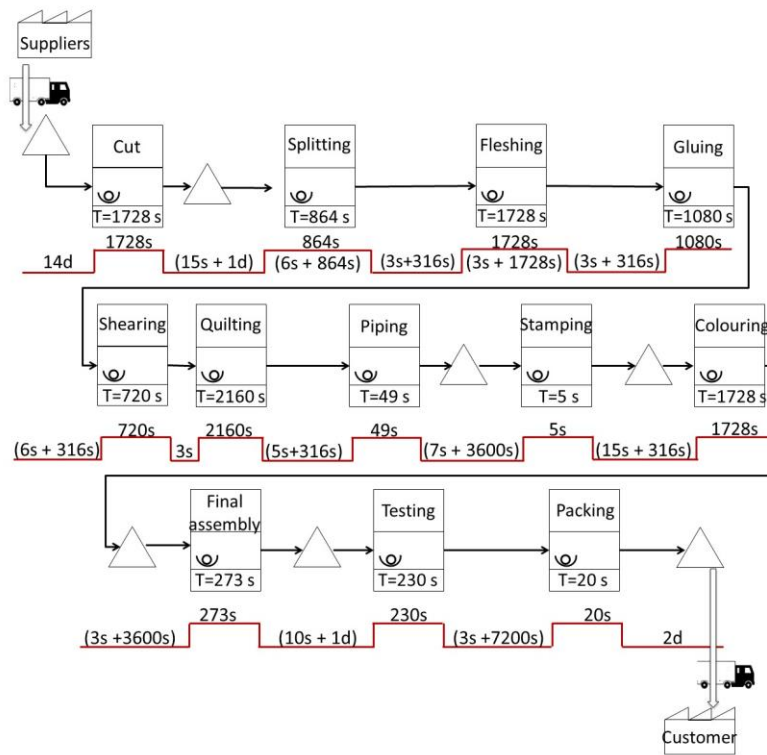 Suppliers
Cut
Splitting
Fleshing
Gluing
T=1728 s
T=864 s
T=1728 s
T=1080 s
1728s
864s
1728s
1080s
14d
(15s + 1d)
(6s + 864s)
(3s+316s)
(3s + 1728s)
(3s + 316s)
Shearing
Quilting
Piping
Stamping
Colouring
T=720 s
T=2160 s
T=49 s
T=5 s
T=1728 s
720s
2160s
49s
5s
1728s
(6s + 316s)
3s
(5s+316s)
(7s + 3600s)
(15s + 316s)
Final
assembly
Testing
Packing
T=273 s
T=230 s
T=20 s
273s
230s
20s
(3s +3600s)
(10s + 1d)
(3s +7200s)
2d
Customer